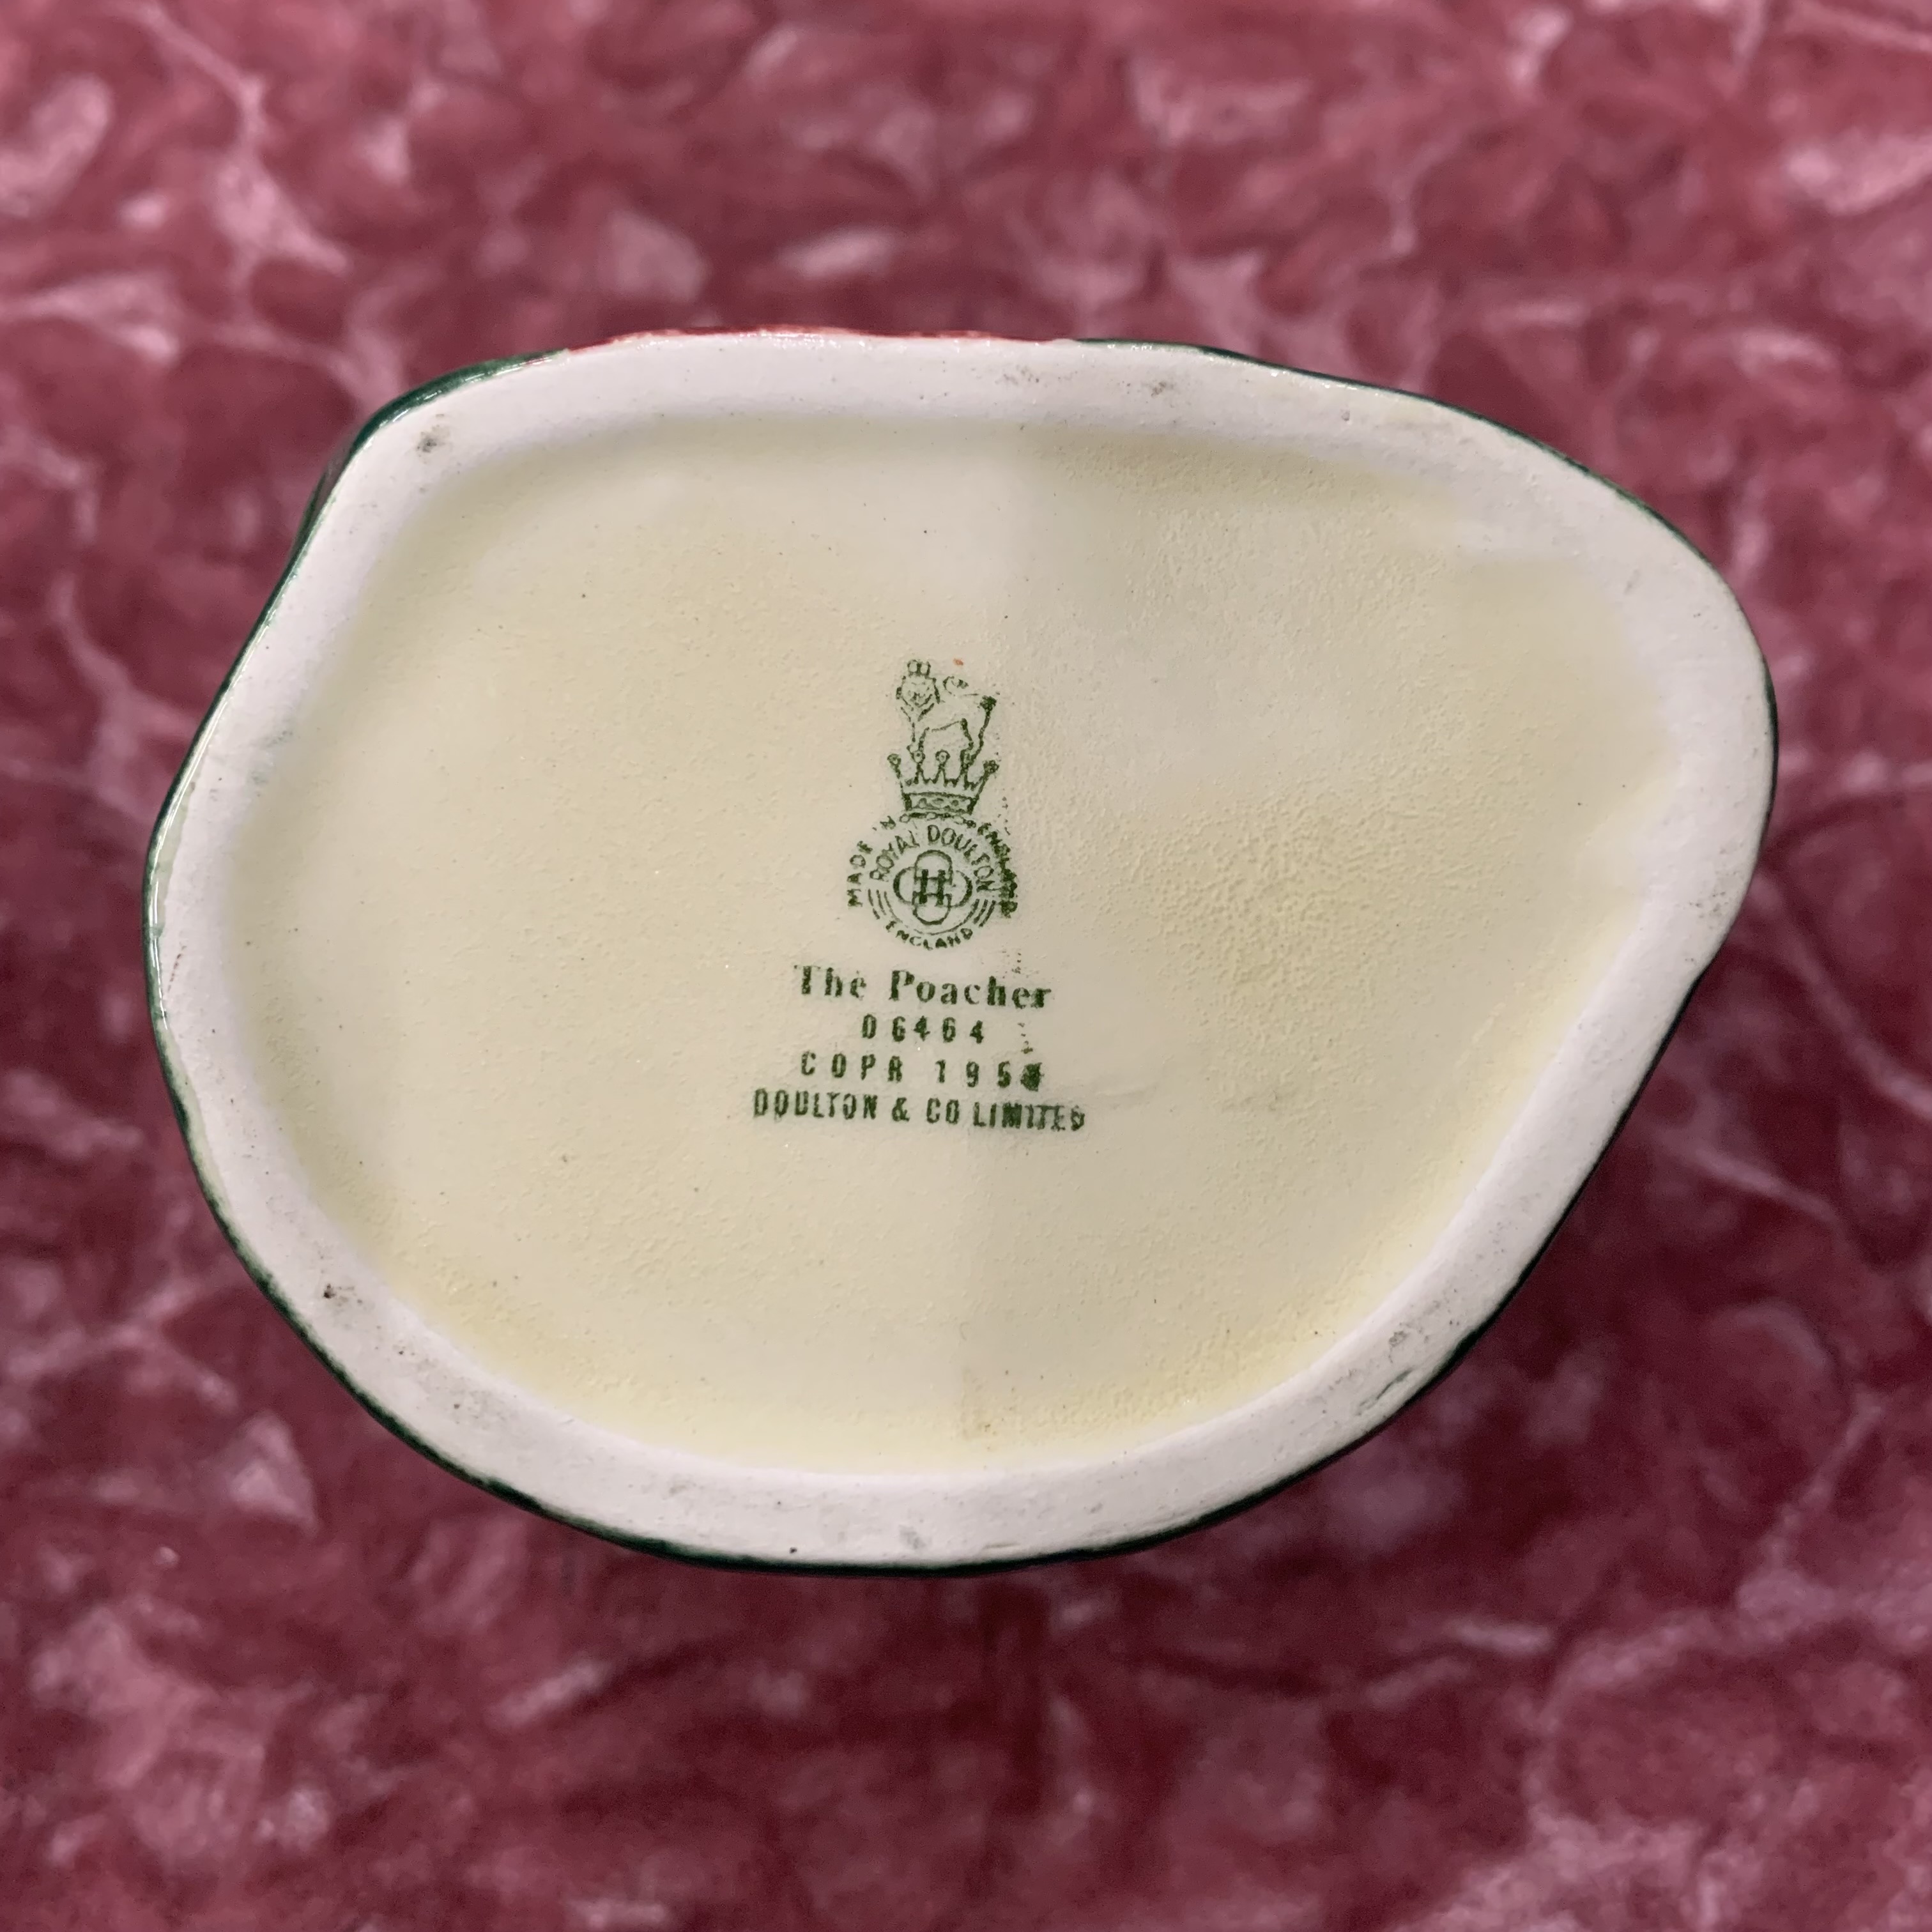 MADE IN ENGLAND
ROYAL DOULTON
ENGLAND
The Poacher
D6464
COPR 195
DOULTON & CO LIMITED